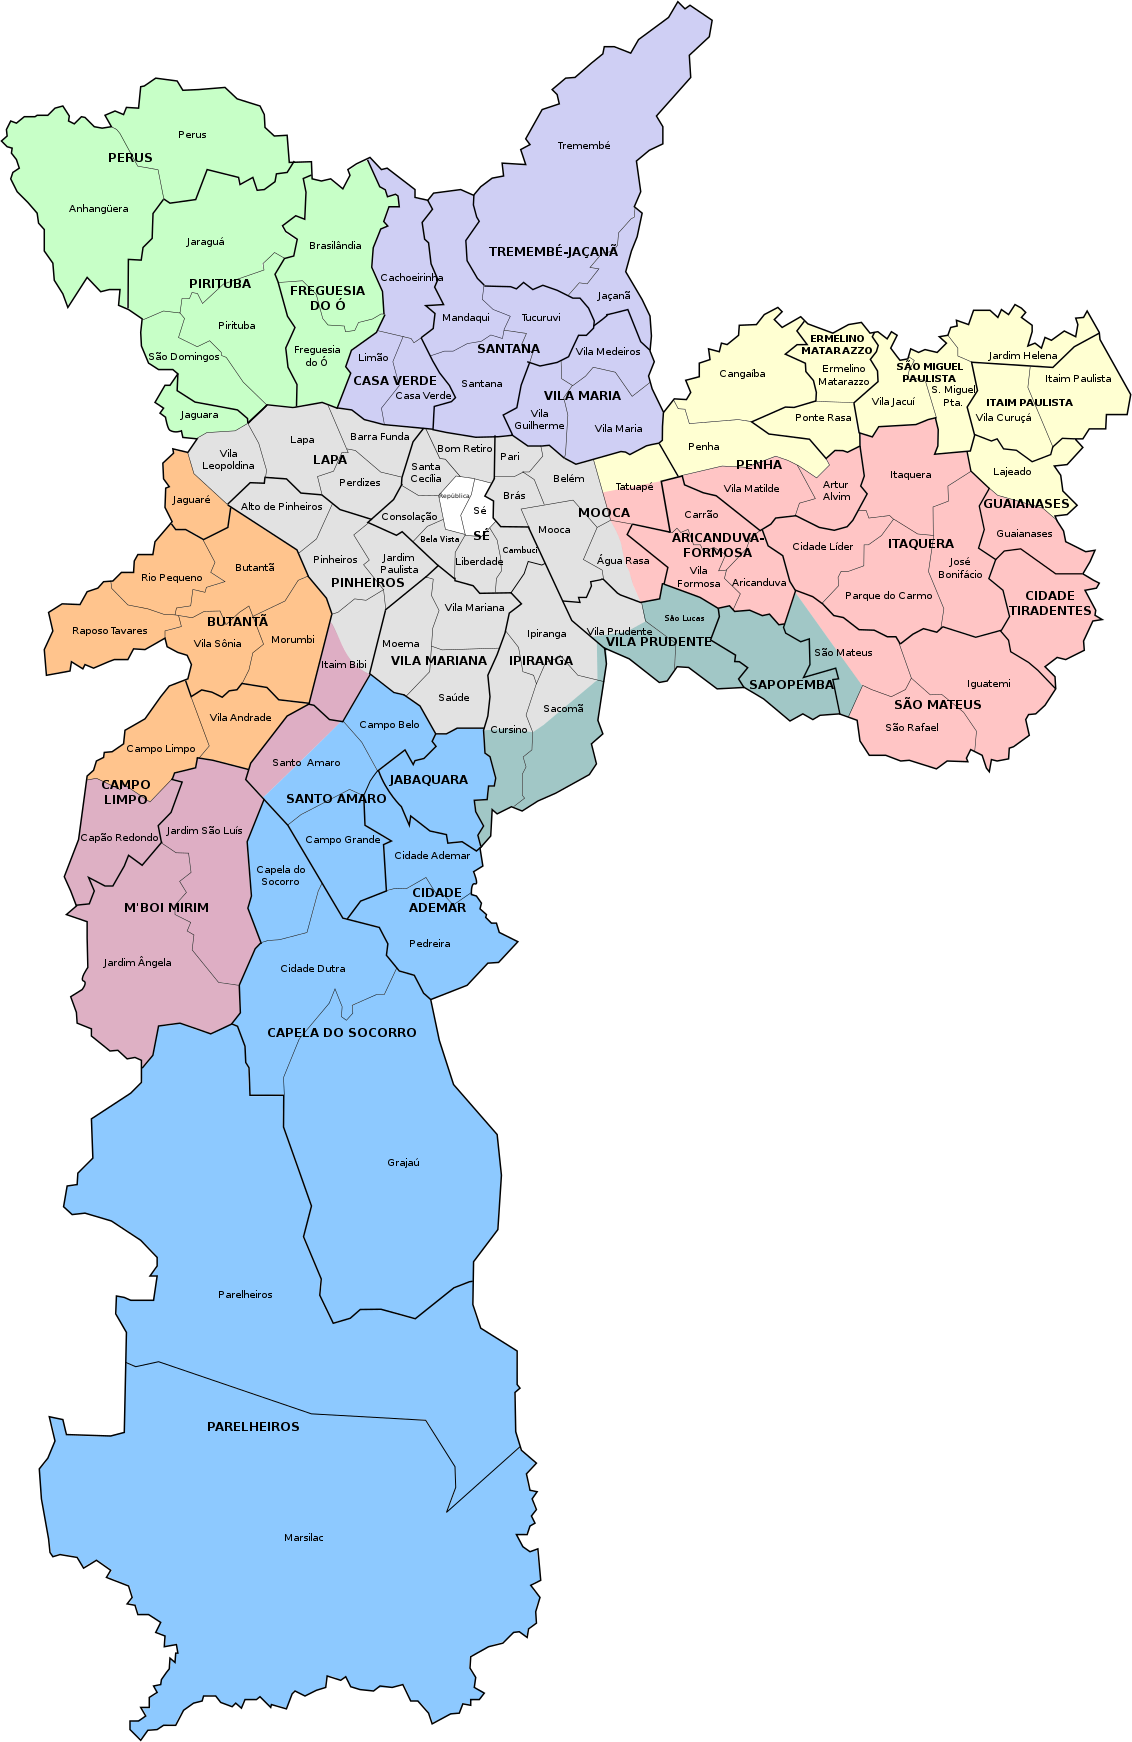 Tremembé
Perus
PERUS
Anhangüera
Jaraguá
Brasilândia
TREMEMBÉ-JAÇANÃ
Cachoeirinha
PIRITUBA
FREGUESIA
DO Ó
Jaçanã
Mandaqui
Tucuruvi
Pirituba
ERMELINO
MATARAZZO
SANTANA
Vila Medeiros
Freguesia
do Ó
Limão
São Domingos
Jardim Helena
SÃO MIGUEL
PAULISTA
Cangaíba
Ermelino
Matarazzo
Itaim Paulista
CASA VERDE
Santana
Casa Verde
VILA MARIA
S. Miguel
Pta.
Vila Jacuí
ITAIM PAULISTA
Jaguara
Vila
Guilherme
Vila Maria
Ponte Rasa
Vila Curuçá
Lapa
Barra Funda
Bom Retiro
Penha
Vila
Leopoldina
LAPA
Pari
PENHA
Santa
Cecília
Perdizes
Belém
Tatuapé
Vila Matilde
Artur
Alvim
Itaquera
Lajeado
Jaguaré
República
Brás
Alto de Pinheiros
Sé
Consolação
MOOCA
Carrão
GUAIANASES
Mooca
SÉ
Bela Vista
ARICANDUVA-
FORMOSA
Guaianases
Cambuci
Cidade Líder
ITAQUERA
Pinheiros
Jardim
Paulista
Liberdade
Água Rasa
José
Bonifácio
Butantã
Rio Pequeno
PINHEIROS
Vila
Formosa
Aricanduva
CIDADE
TIRADENTES
Parque do Carmo
Vila Mariana
São Lucas
BUTANTÃ
Raposo Tavares
Ipiranga
Vila Prudente
VILA PRUDENTE
Vila Sônia
Morumbi
Moema
São Mateus
Itaim Bibi
VILA MARIANA
IPIRANGA
SAPOPEMBA
Iguatemi
Saúde
Sacomã
SÃO MATEUS
Vila Andrade
Campo Belo
Cursino
São Rafael
Campo Limpo
Santo Amaro
JABAQUARA
CAMPO
LIMPO
SANTO AMARO
Capão Redondo
Jardim São Luís
Campo Grande
Cidade Ademar
Capela do
Socorro
CIDADE
ADEMAR
M'BOI MIRIM
Pedreira
Jardim Ângela
Cidade Dutra
CAPELA DO SOCORRO
Grajaú
Parelheiros
PARELHEIROS
Marsilac